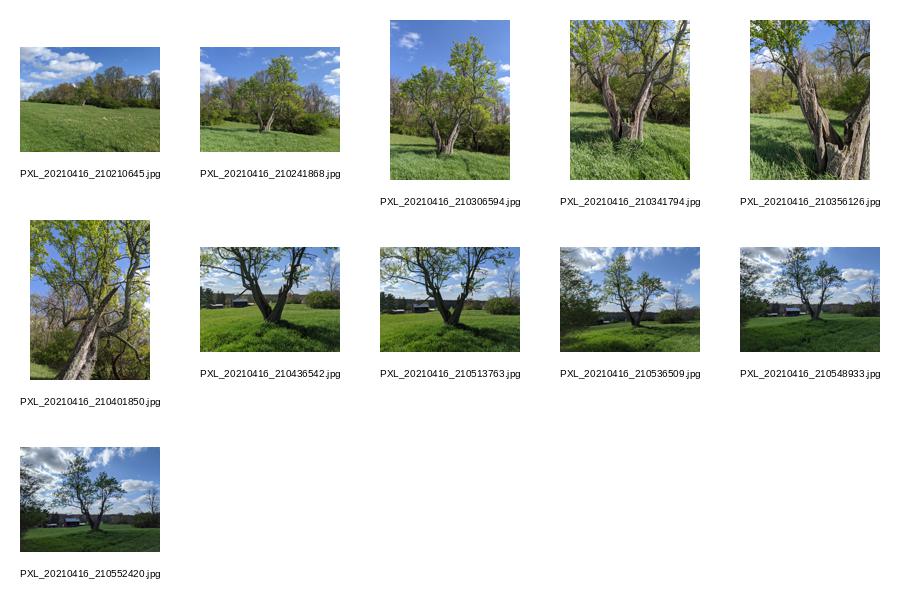 PXL_20210416_210210645.jpg
PXL_20210416_210241868.jpg
PXL_20210416_210306594.jpg
PXL_20210416_210341794.jpg
PXL_20210416_210356126.jpg
PXL_20210416_210401850.jpg
PXL_20210416_210436542.jpg
PXL_20210416_210513763.jpg
PXL_20210416_210536509.jpg
PXL_20210416_210548933.jpg
PXL_20210416_210552420.jpg